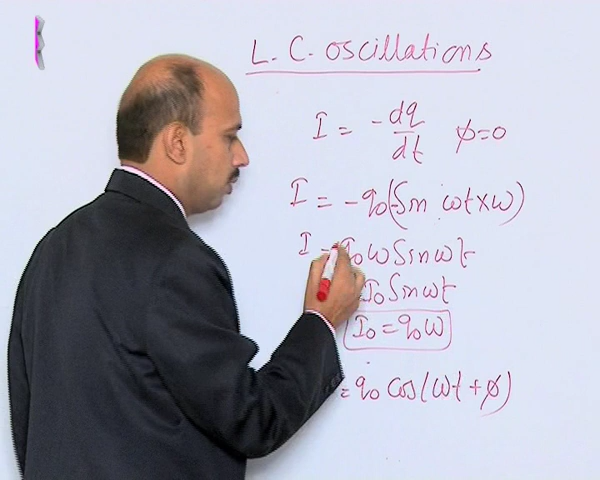 L. C. oscillations
I = -dq/dt φ=0
I = -q₀(-Sin ωt×ω)
I = q₀ω Sin ωt
I₀ Sin ωt
I₀ = q₀ω
= q₀ cos(ωt + φ)